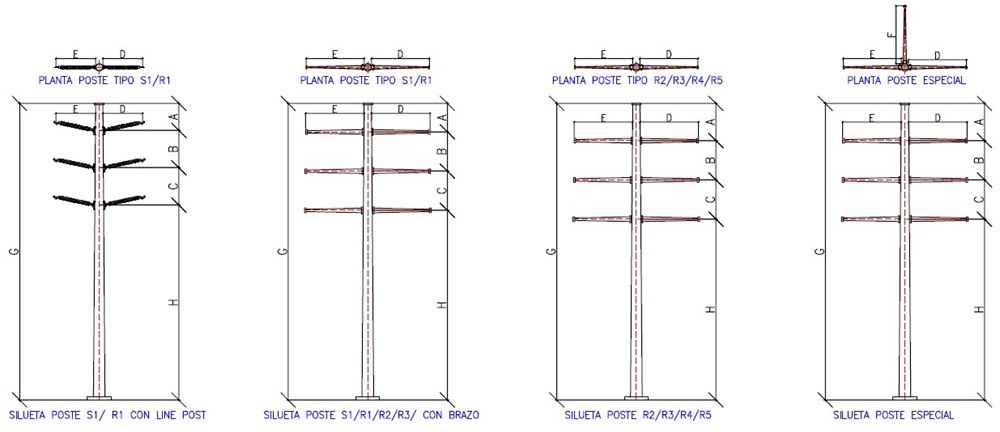 E D
PLANTA POSTE TIPO S1/R1
E D
A
B
C
G
H
SILUETA POSTE S1/ R1 CON LINE POST
E D
PLANTA POSTE TIPO S1/R1
E D
A
B
C
G
H
SILUETA POSTE S1/R1/R2/R3/ CON BRAZO
E D
PLANTA POSTE TIPO R2/R3/R4/R5
E D
A
B
C
G
H
SILUETA POSTE R2/R3/R4/R5
F
E D
PLANTA POSTE ESPECIAL
E D
A
B
C
G
H
SILUETA POSTE ESPECIAL